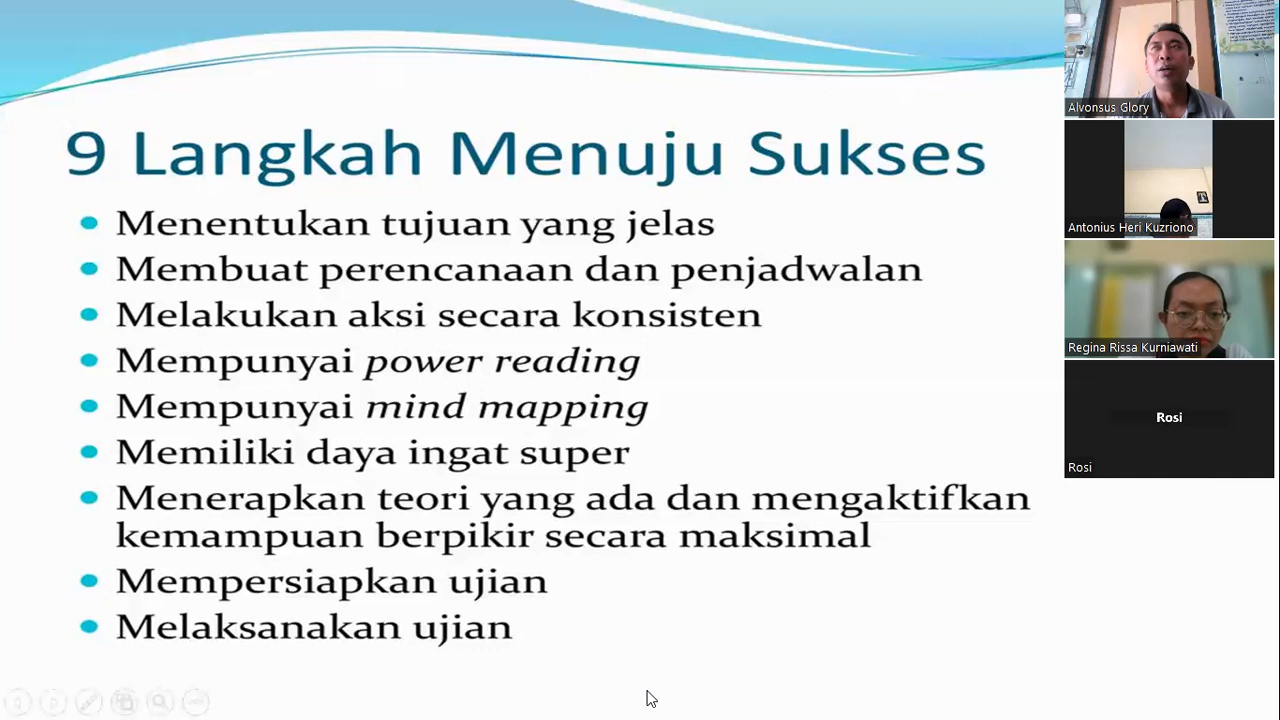 9 Langkah Menuju Sukses
Menentukan tujuan yang jelas
Membuat perencanaan dan penjadwalan
Melakukan aksi secara konsisten
Mempunyai power reading
Mempunyai mind mapping
Memiliki daya ingat super
Menerapkan teori yang ada dan mengaktifkan
kemampuan berpikir secara maksimal
Mempersiapkan ujian
Melaksanakan ujian
Alvonsus Glory
Antonius Heri Kuzriono
Regina Rissa Kurniawati
Rosi
Rosi